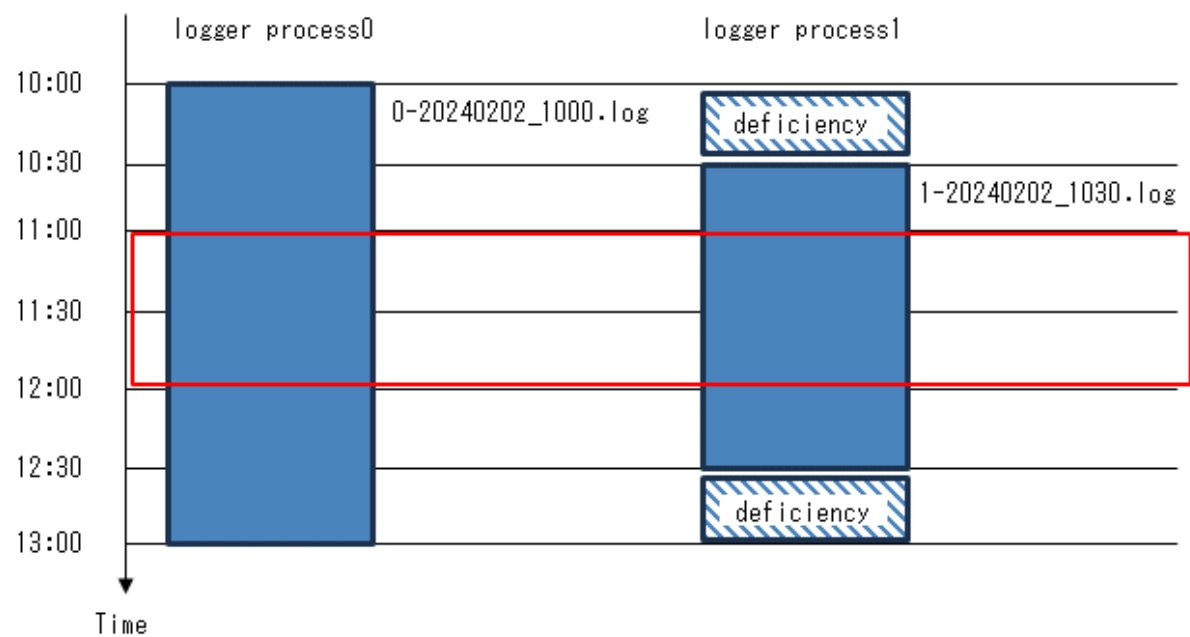 logger process0
logger process1
10:00
0-20240202_1000.log
deficiency
10:30
1-20240202_1030.log
11:00
11:30
12:00
12:30
deficiency
13:00
Time